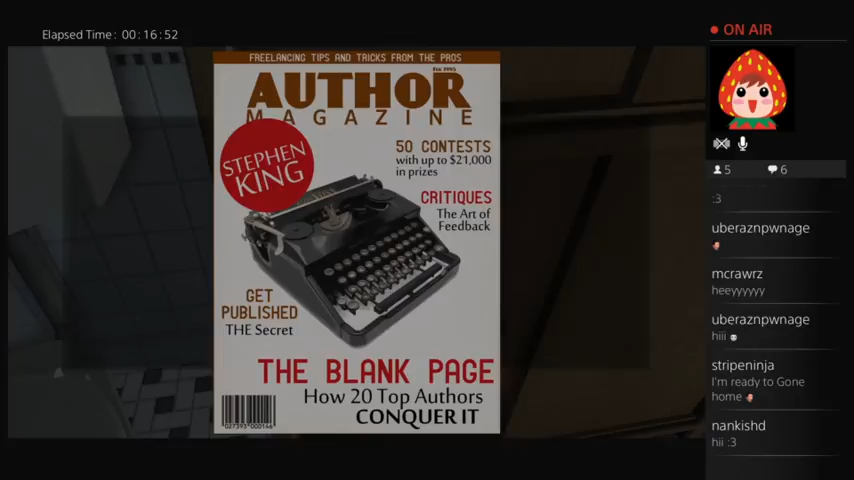 Elapsed Time: 00:16:52
FREELANCING TIPS AND TRICKS FROM THE PROS
AUTHOR
MAGAZINE
STEPHEN
KING
50 CONTESTS
with up to $21,000
in prizes
CRITIQUES
The Art of
Feedback
GET
PUBLISHED
THE Secret
THE BLANK PAGE
How 20 Top Authors
CONQUER IT
ON AIR
5
6
:3
uberaznpwnage
mcrawrz
heeyyyyyy
uberaznpwnage
hiii
stripeninja
I'm ready to Gone
home
nankishd
hii :3